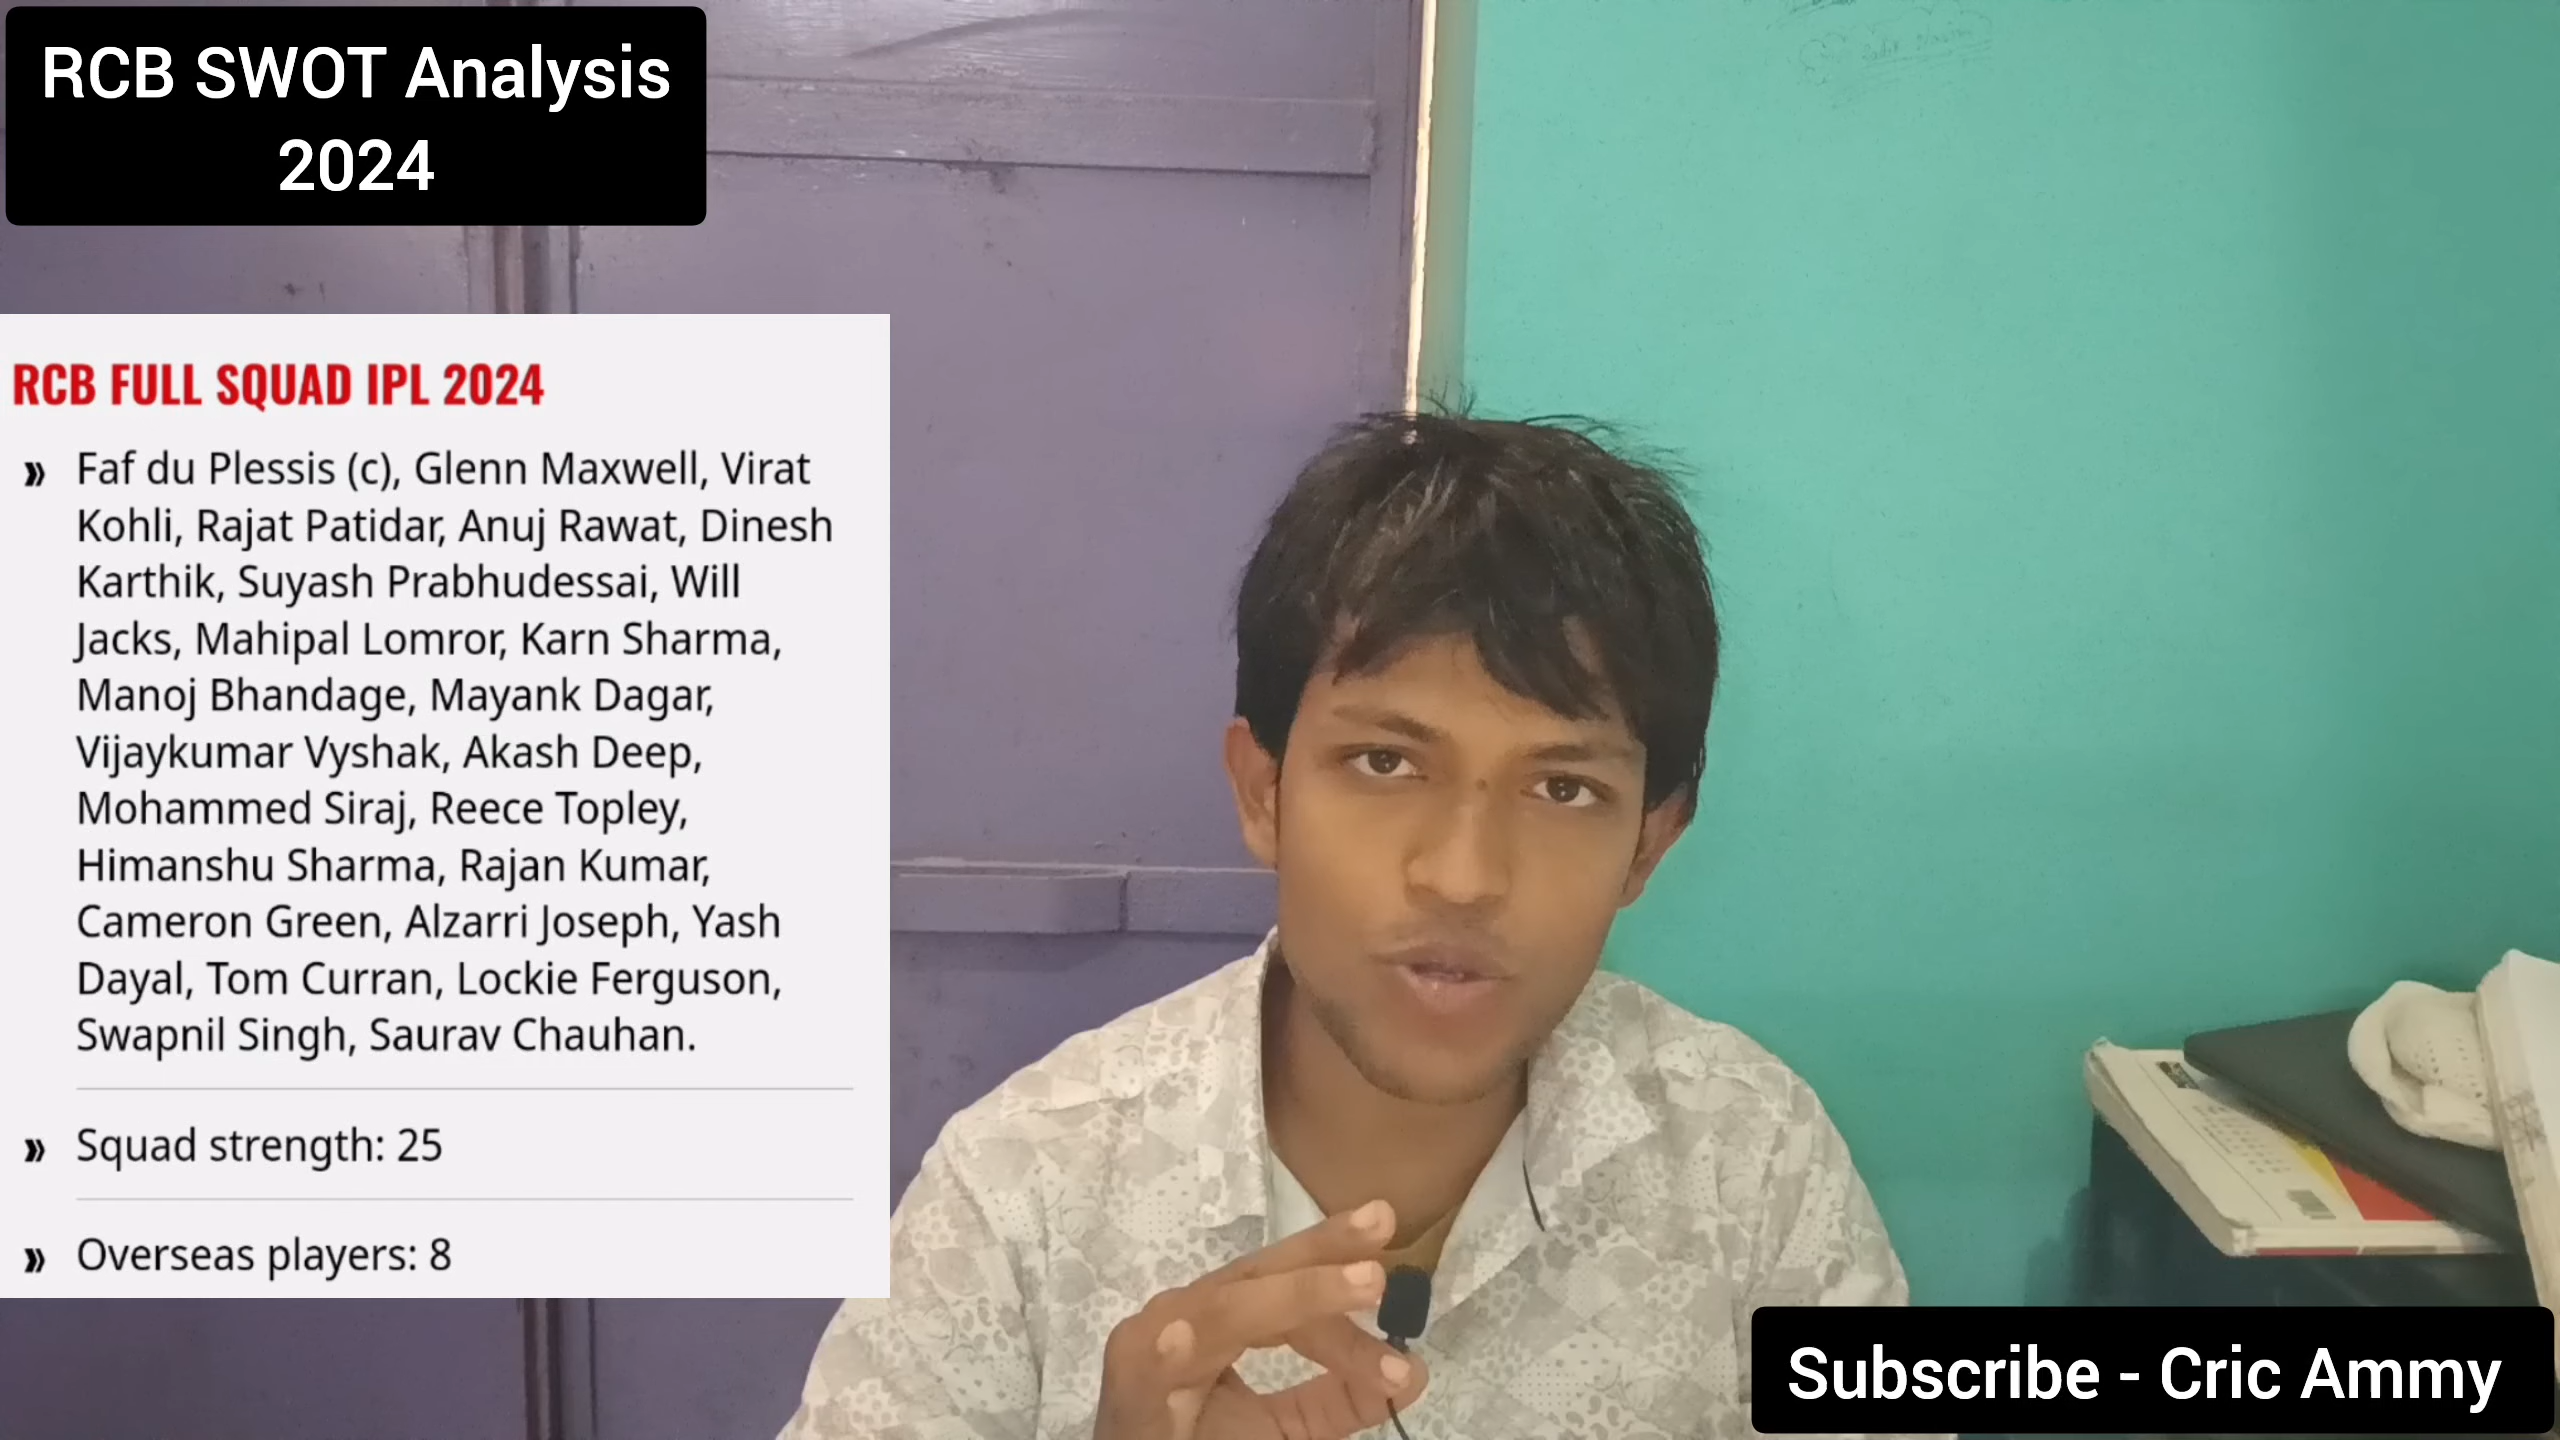 RCB SWOT Analysis
2024
RCB FULL SQUAD IPL 2024
» Faf du Plessis (c), Glenn Maxwell, Virat
Kohli, Rajat Patidar, Anuj Rawat, Dinesh
Karthik, Suyash Prabhudessai, Will
Jacks, Mahipal Lomror, Karn Sharma,
Manoj Bhandage, Mayank Dagar,
Vijaykumar Vyshak, Akash Deep,
Mohammed Siraj, Reece Topley,
Himanshu Sharma, Rajan Kumar,
Cameron Green, Alzarri Joseph, Yash
Dayal, Tom Curran, Lockie Ferguson,
Swapnil Singh, Saurav Chauhan.
» Squad strength: 25
» Overseas players: 8
Subscribe - Cric Ammy